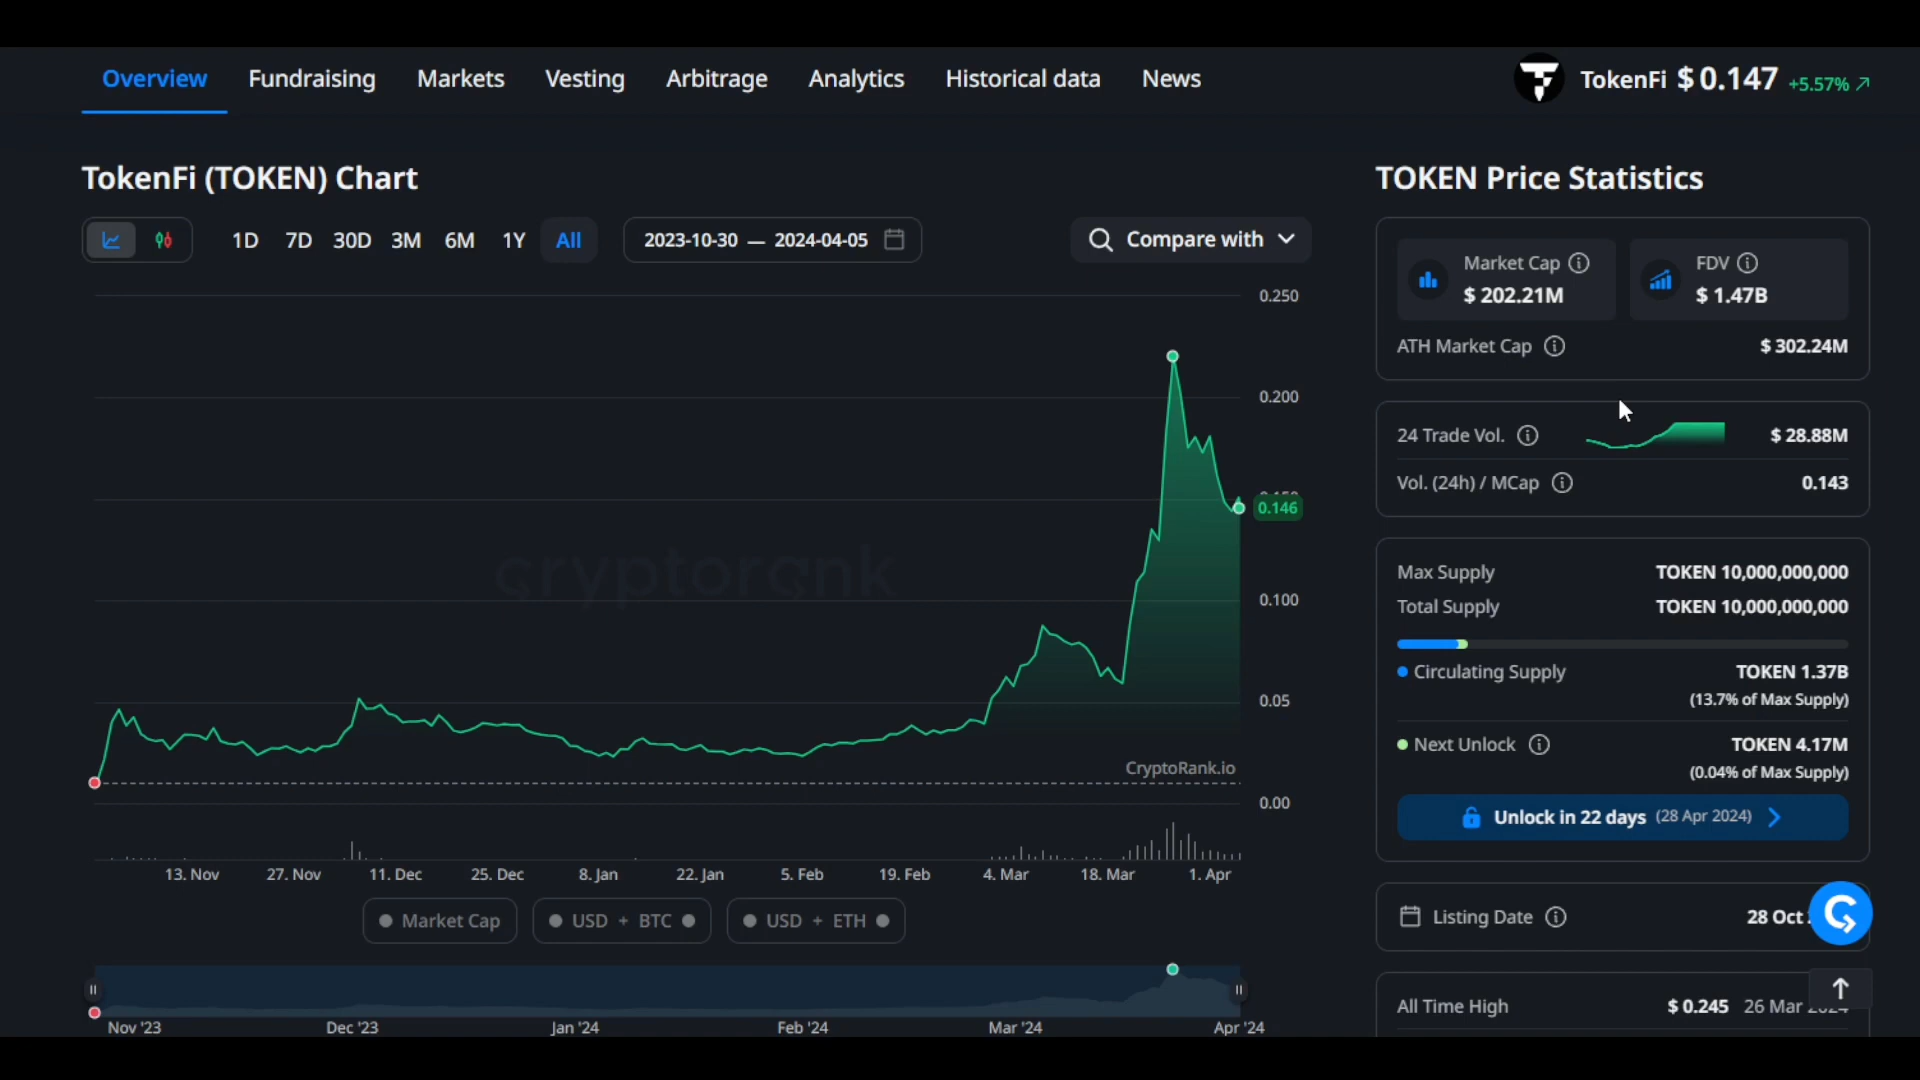 Overview Fundraising Markets Vesting Arbitrage Analytics Historical data News
TokenFi $ 0.147 +5.57%
TokenFi (TOKEN) Chart
1D 7D 30D 3M 6M 1Y All
2023-10-30 — 2024-04-05
Compare with
0.250
0.200
0.146
0.100
0.05
0.00
cryptorank
CryptoRank.io
13. Nov 27. Nov 11. Dec 25. Dec 8. Jan 22. Jan 5. Feb 19. Feb 4. Mar 18. Mar 1. Apr
Market Cap
USD + BTC
USD + ETH
Nov '23 Dec '23 Jan '24 Feb '24 Mar '24 Apr '24
TOKEN Price Statistics
Market Cap
$ 202.21M
FDV
$ 1.47B
ATH Market Cap $ 302.24M
24 Trade Vol. $ 28.88M
Vol. (24h) / MCap 0.143
Max Supply TOKEN 10,000,000,000
Total Supply TOKEN 10,000,000,000
Circulating Supply TOKEN 1.37B
(13.7% of Max Supply)
Next Unlock TOKEN 4.17M
(0.04% of Max Supply)
Unlock in 22 days (28 Apr 2024)
Listing Date 28 Oct
All Time High $ 0.245 26 Mar